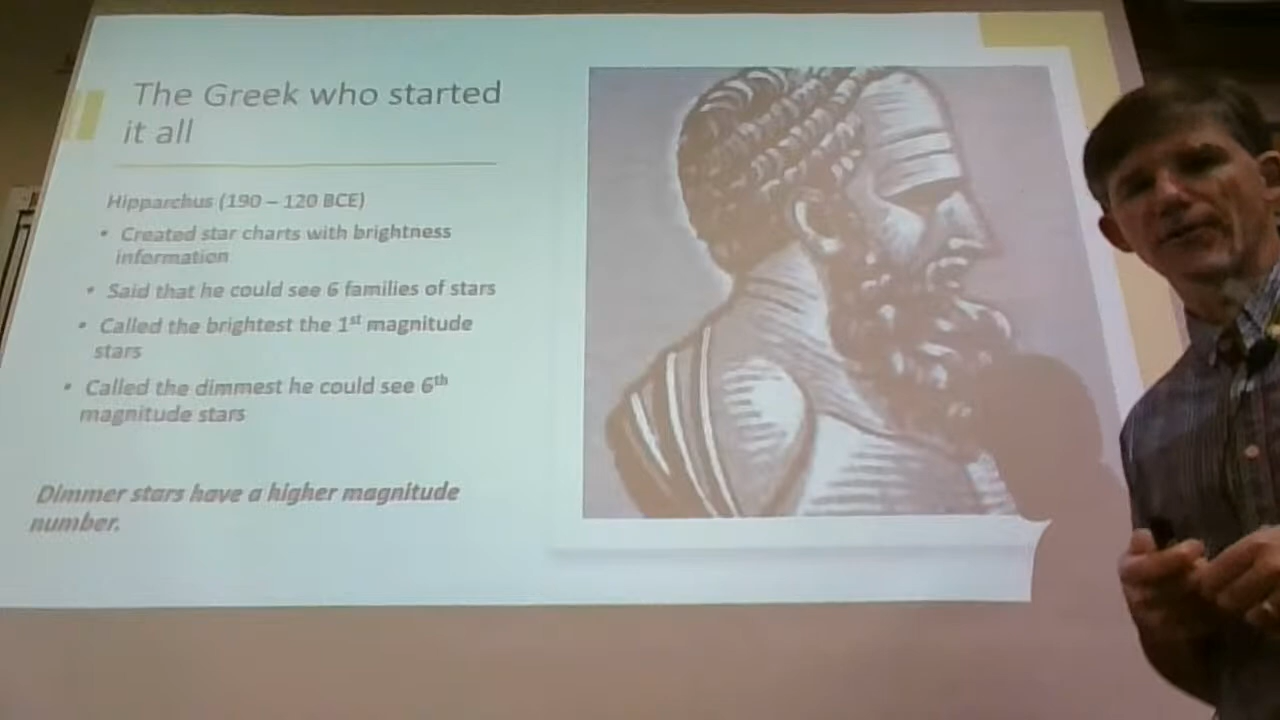 The Greek who started
it all
Hipparchus (190 – 120 BCE)
• Created star charts with brightness
information
• Said that he could see 6 families of stars
• Called the brightest the 1st magnitude
stars
• Called the dimmest he could see 6th
magnitude stars
Dimmer stars have a higher magnitude
number.